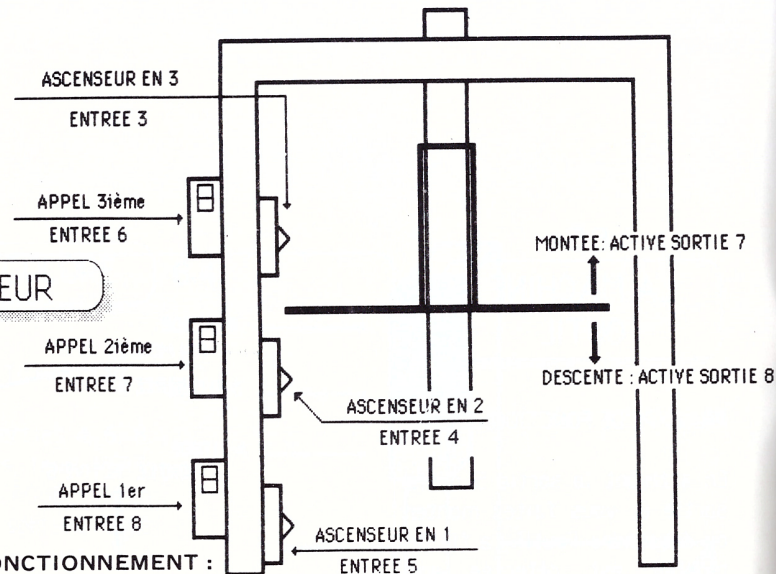 ASCENSEUR EN 3
ENTREE 3
APPEL 3ième
ENTREE 6
MONTEE: ACTIVE SORTIE 7
EUR
APPEL 2ième
ENTREE 7
DESCENTE : ACTIVE SORTIE 8
ASCENSEUR EN 2
ENTREE 4
APPEL 1er
ENTREE 8
ASCENSEUR EN 1
ENTREE 5
ONCTIONNEMENT :